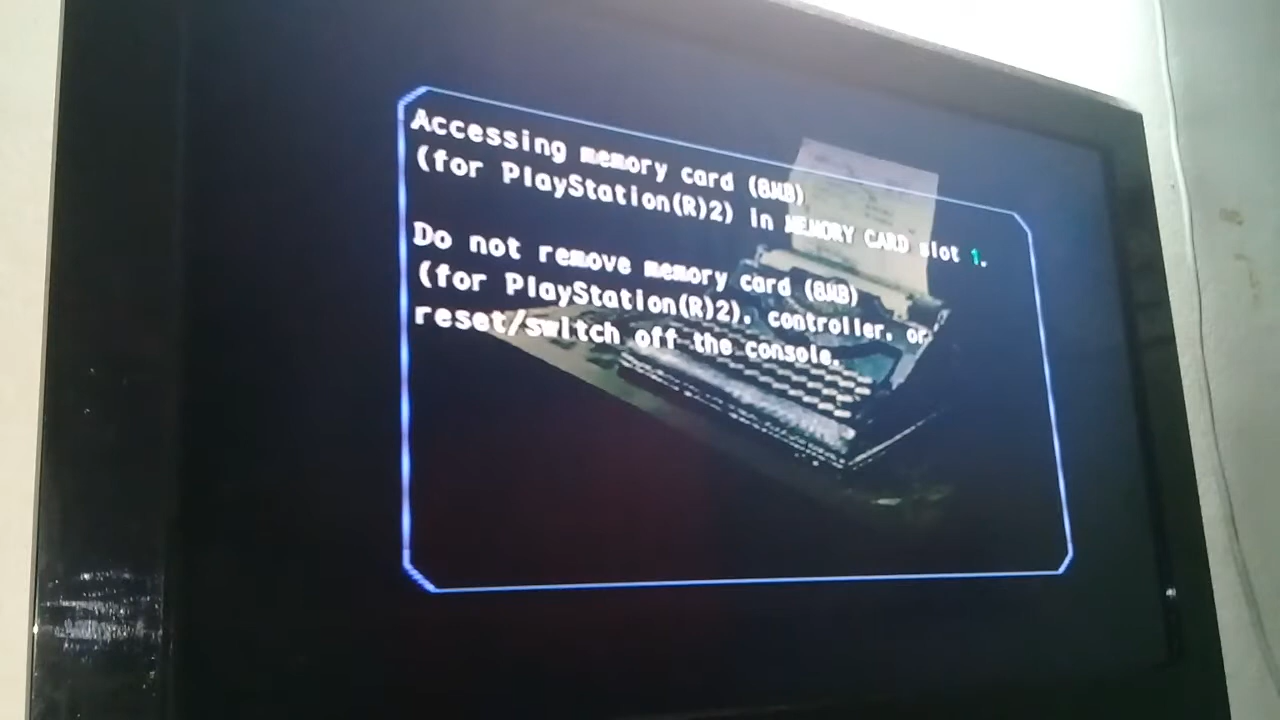 Accessing memory card (8MB)
(for PlayStation(R)2) in MEMORY CARD slot 1.
Do not remove memory card (8MB)
(for PlayStation(R)2), controller, or
reset/switch off the console.